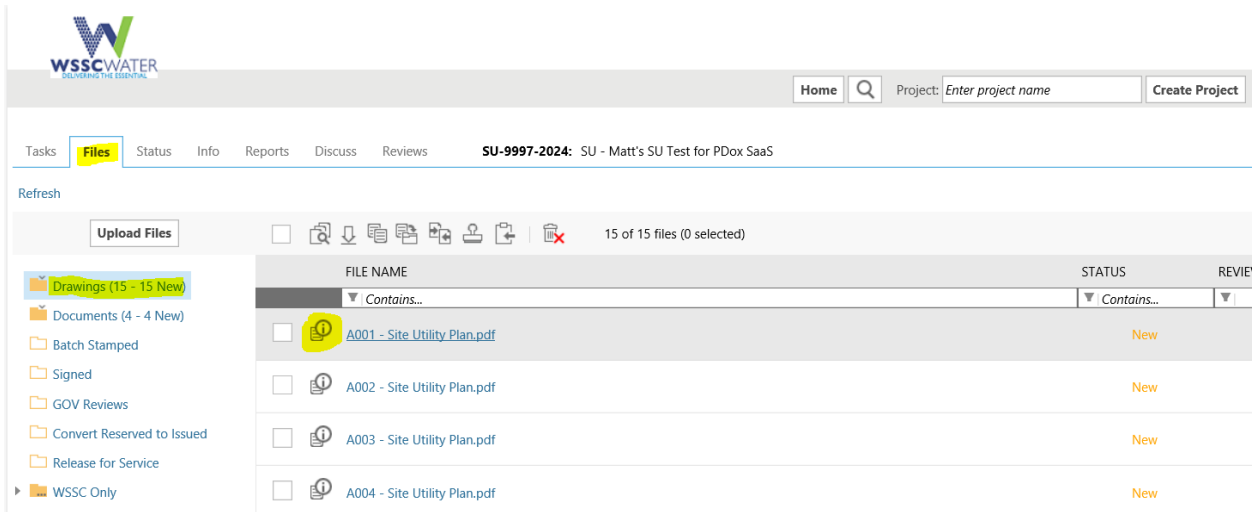 WSSCWATER
DELIVERING THE ESSENTIAL
Home Project: Enter project name Create Project
Tasks Files Status Info Reports Discuss Reviews SU-9997-2024: SU - Matt's SU Test for PDox SaaS
Refresh
Upload Files 15 of 15 files (0 selected)
FILE NAME STATUS REVIEW
Contains... Contains...
Drawings (15 - 15 New)
Documents (4 - 4 New)
Batch Stamped
Signed
GOV Reviews
Convert Reserved to Issued
Release for Service
WSSC Only
A001 - Site Utility Plan.pdf New
A002 - Site Utility Plan.pdf New
A003 - Site Utility Plan.pdf New
A004 - Site Utility Plan.pdf New